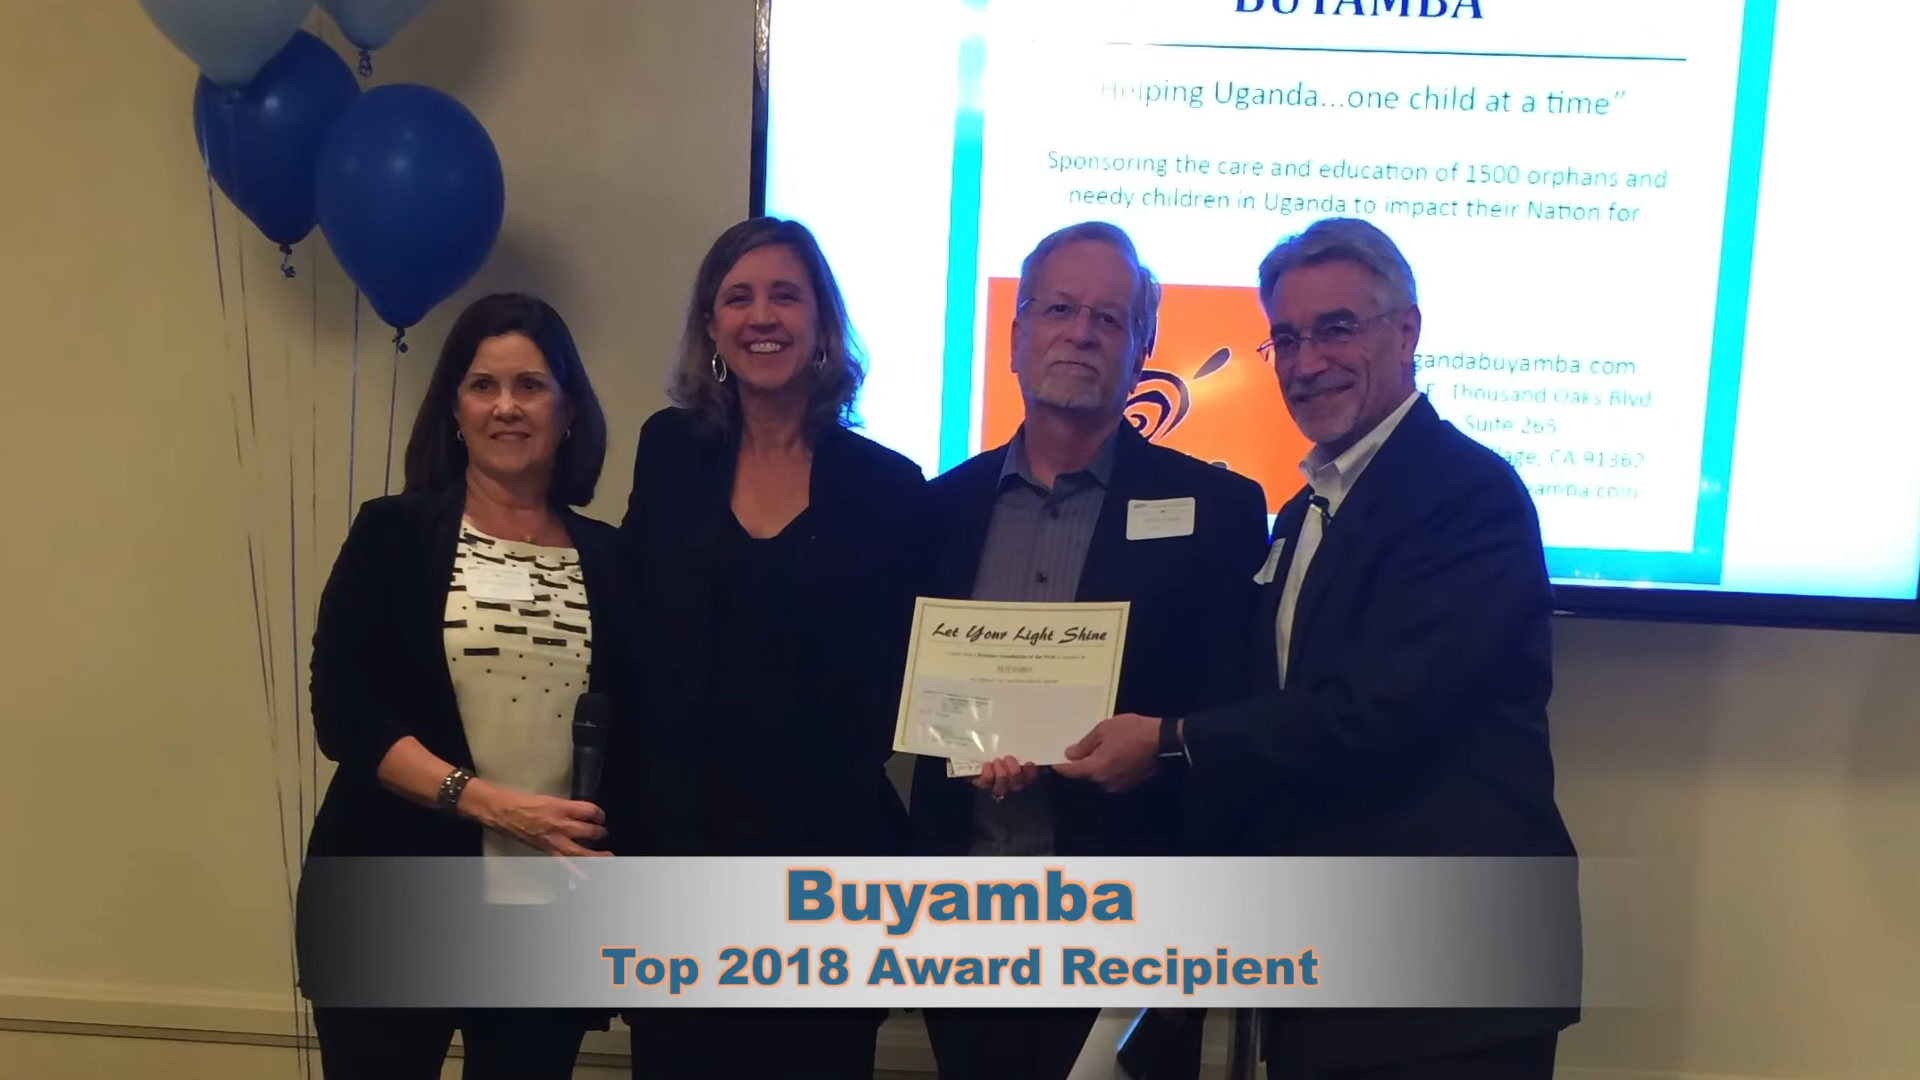 BUYAMBA
Helping Uganda...one child at a time”
Sponsoring the care and education of 1500 orphans and
needy children in Uganda to impact their Nation for
gandabuyamba.com
E. Thousand Oaks Blvd
Suite 265
CA 91362
Let Your Light Shine
BUYAMBA
Buyamba
Top 2018 Award Recipient